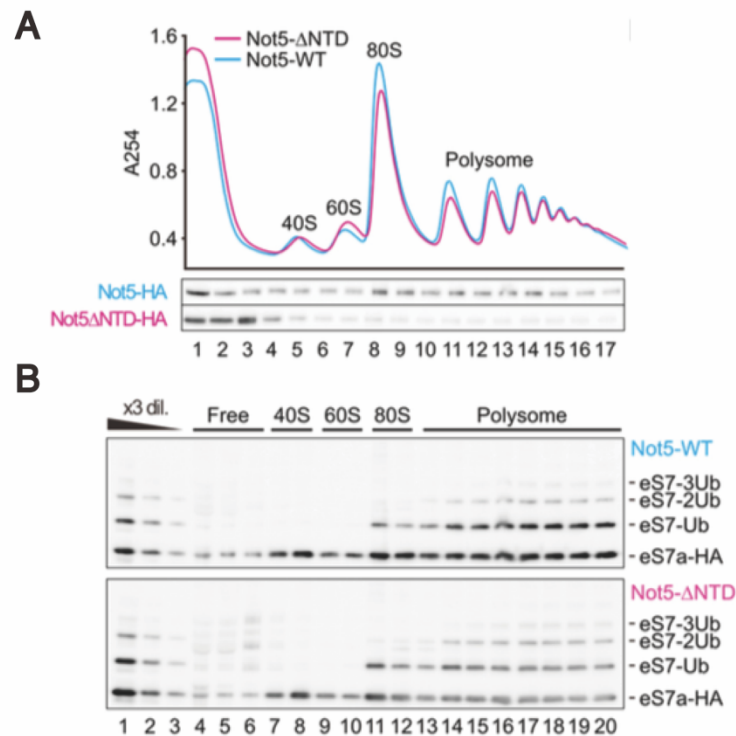 A
1.6
1.2
0.8
0.4
A254
Not5-ΔNTD
Not5-WT
80S
Polysome
60S
40S
Not5-HA
Not5ΔNTD-HA
1 2 3 4 5 6 7 8 9 10 11 12 13 14 15 16 17
B
x3 dil. Free 40S 60S 80S Polysome
Not5-WT
eS7-3Ub
eS7-2Ub
eS7-Ub
eS7a-HA
Not5-ΔNTD
eS7-3Ub
eS7-2Ub
eS7-Ub
eS7a-HA
1 2 3 4 5 6 7 8 9 10 11 12 13 14 15 16 17 18 19 20